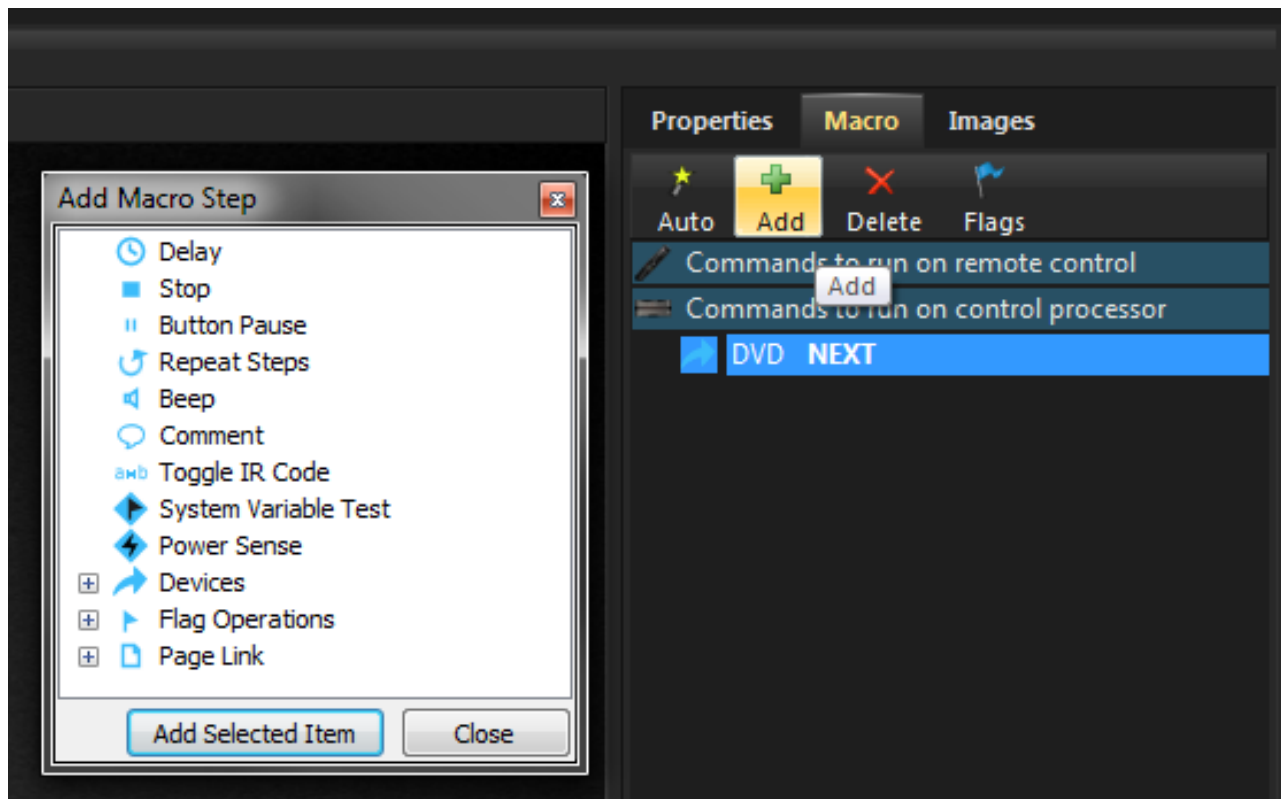 Add Macro Step
Delay
Stop
Button Pause
Repeat Steps
Beep
Comment
Toggle IR Code
System Variable Test
Power Sense
Devices
Flag Operations
Page Link
Add Selected Item Close
Properties Macro Images
Auto Add Delete Flags
Commands to run on remote control
Add
Commands to run on control processor
DVD NEXT